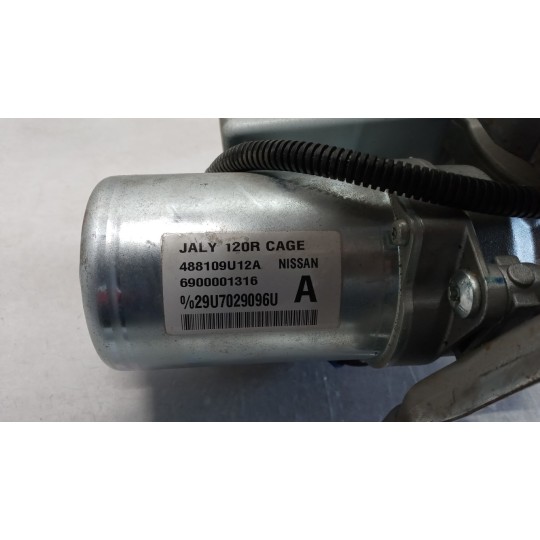 JALY 120R CAGE
488109U12A NISSAN
6900001316
%29U7029096U A